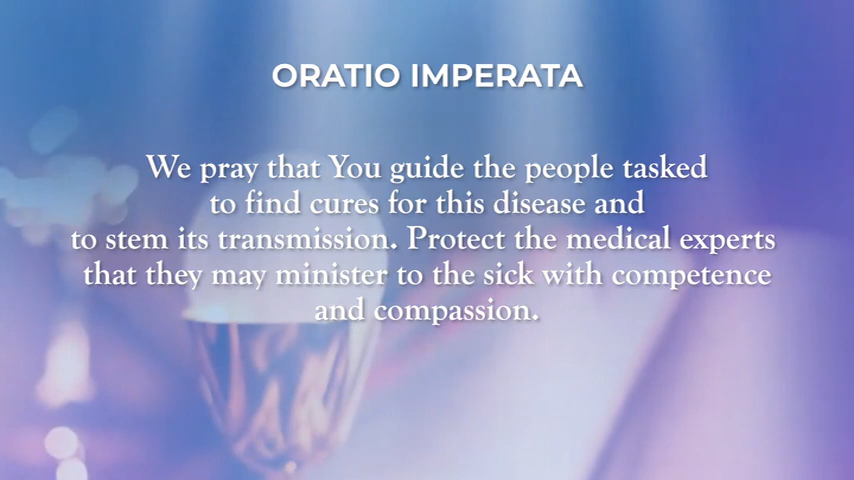 ORATIO IMPERATA
We pray that You guide the people tasked
to find cures for this disease and
to stem its transmission. Protect the medical experts
that they may minister to the sick with competence
and compassion.